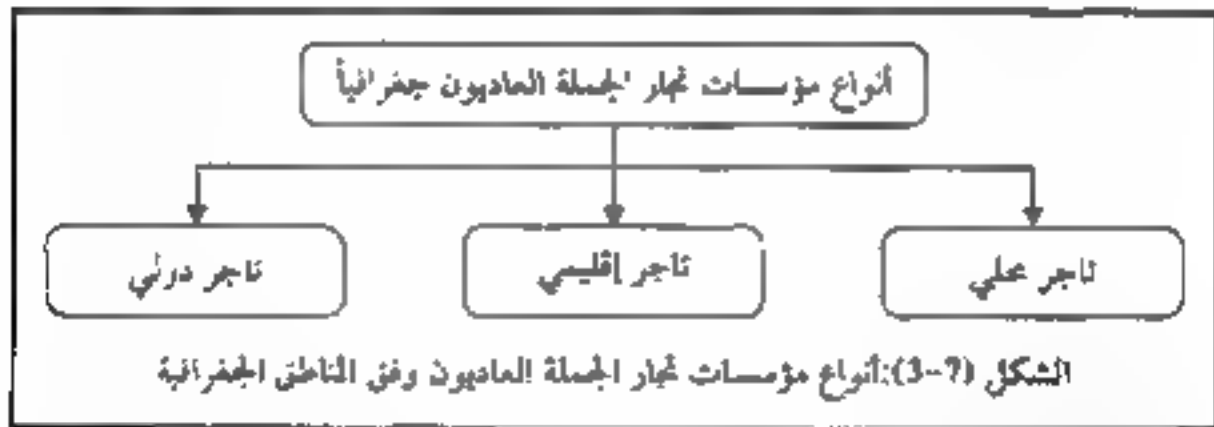 أنواع مؤسسات تجار الجملة العاديون جغرافياً
تاجر محلي
تاجر إقليمي
تاجر دولي
الشكل (7-3):أنواع مؤسسات تجار الجملة العاديون وفق المناطق الجغرافية